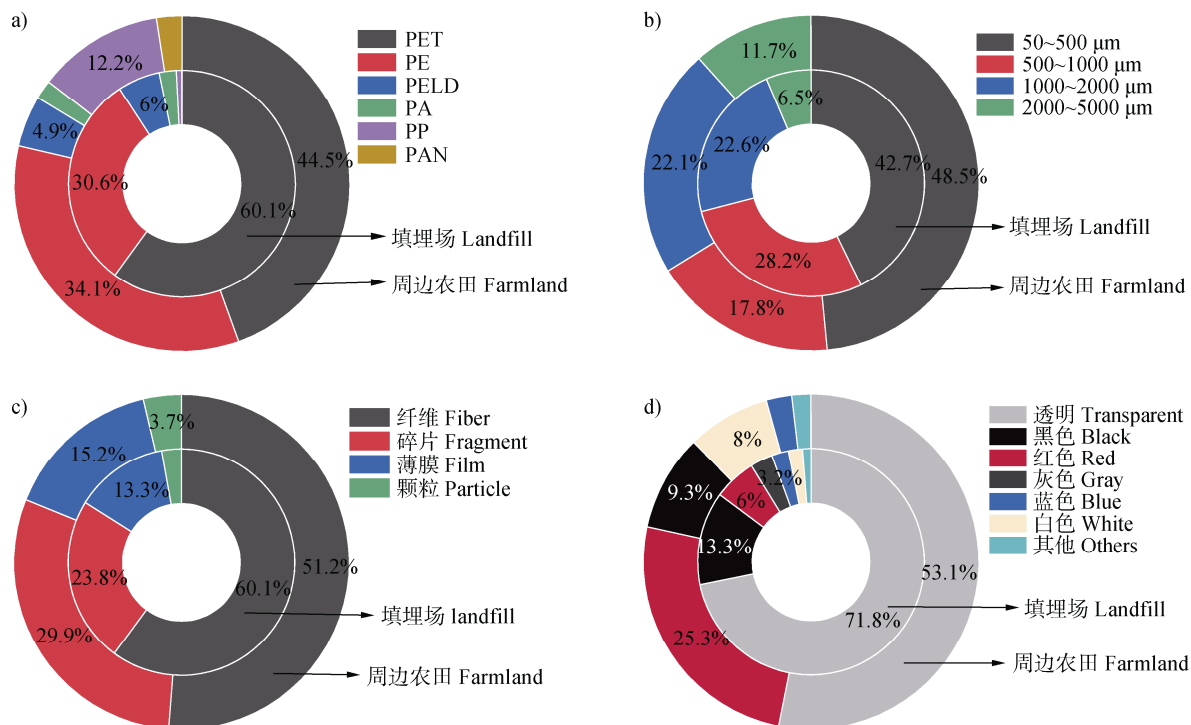 a)
PET
PE
PELD
PA
PP
PAN
12.2%
6%
4.9%
44.5%
30.6%
60.1%
34.1%
填埋场 Landfill
周边农田 Farmland
b)
50~500 μm
500~1000 μm
1000~2000 μm
2000~5000 μm
11.7%
6.5%
22.1%
22.6%
42.7%
48.5%
28.2%
17.8%
填埋场 Landfill
周边农田 Farmland
c)
纤维 Fiber
碎片 Fragment
薄膜 Film
颗粒 Particle
3.7%
15.2%
13.3%
51.2%
23.8%
60.1%
29.9%
填埋场 landfill
周边农田 Farmland
d)
透明 Transparent
黑色 Black
红色 Red
灰色 Gray
蓝色 Blue
白色 White
其他 Others
8%
9.3%
3.2%
6%
13.3%
53.1%
71.8%
25.3%
填埋场 Landfill
周边农田 Farmland